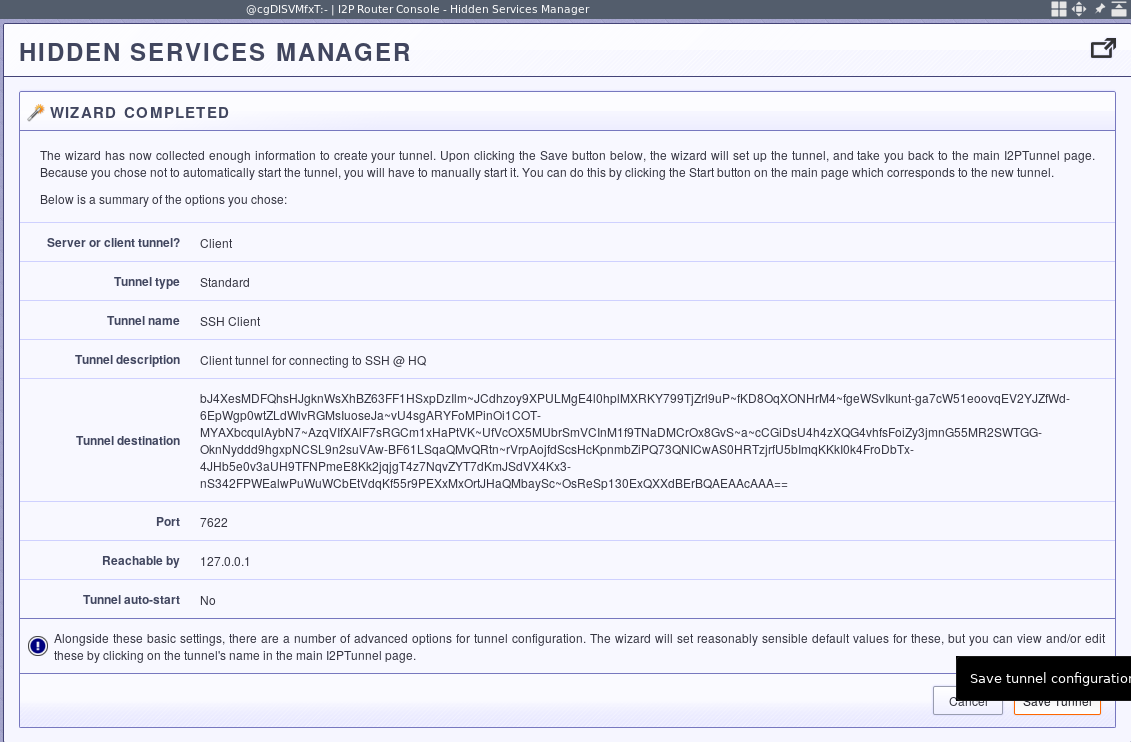 @cgDISVMfxT:- | I2P Router Console - Hidden Services Manager
HIDDEN SERVICES MANAGER
WIZARD COMPLETED
The wizard has now collected enough information to create your tunnel. Upon clicking the Save button below, the wizard will set up the tunnel, and take you back to the main I2PTunnel page.
Because you chose not to automatically start the tunnel, you will have to manually start it. You can do this by clicking the Start button on the main page which corresponds to the new tunnel.
Below is a summary of the options you chose:
Server or client tunnel? Client
Tunnel type Standard
Tunnel name SSH Client
Tunnel description Client tunnel for connecting to SSH @ HQ
Tunnel destination
bJ4XesMDFQhsHJgknWsXhBZ63FF1HSxpDzIlm~JCdhzoy9XPULMgE4l0hplMXRKY799TjZrl9uP~fKD8OqXONHrM4~fgeWSvIkunt-ga7cW51eoovqEV2YJZfWd-
6EpWgp0wtZLdWlvRGMsIuoseJa~vU4sgARYFoMPinOi1COT-
MYAXbcquIAybN7~AzqVIfXAlF7sRGCm1xHaPtVK~UfVcOX5MUbrSmVCInM1f9TNaDMCrOx8GvS~a~cCGiDsU4h4zXQG4vhfsFoiZy3jmnG55MR2SWTGG-
OknNyddd9hgxpNCSL9n2suVAw-BF61LSqaQMvQRtn~rVrpAojfdScsHcKpnmbZiPQ73QNICwAS0HRTzjrfU5bImqKKkI0k4FroDbTx-
4JHb5e0v3aUH9TFNPmeE8Kk2jqjgT4z7NqvZYT7dKmJSdVX4Kx3-
nS342FPWEalwPuWuWCbEtVdqKf55r9PEXxMxOrtJHaQMbaySc~OsReSp130ExQXXdBErBQAEAAcAAA==
Port 7622
Reachable by 127.0.0.1
Tunnel auto-start No
Alongside these basic settings, there are a number of advanced options for tunnel configuration. The wizard will set reasonably sensible default values for these, but you can view and/or edit
these by clicking on the tunnel's name in the main I2PTunnel page.
Save tunnel configuration
Cancel Save Tunnel